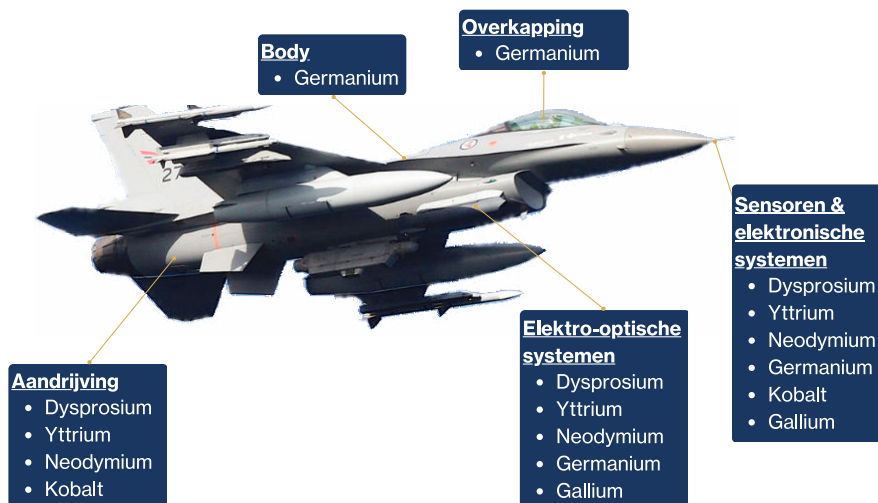 Overkapping
Germanium
Body
Germanium
27
Sensoren &
elektronische
systemen
Dysprosium
Yttrium
Neodymium
Germanium
Kobalt
Gallium
Elektro-optische
systemen
Dysprosium
Yttrium
Neodymium
Germanium
Gallium
Aandrijving
Dysprosium
Yttrium
Neodymium
Kobalt